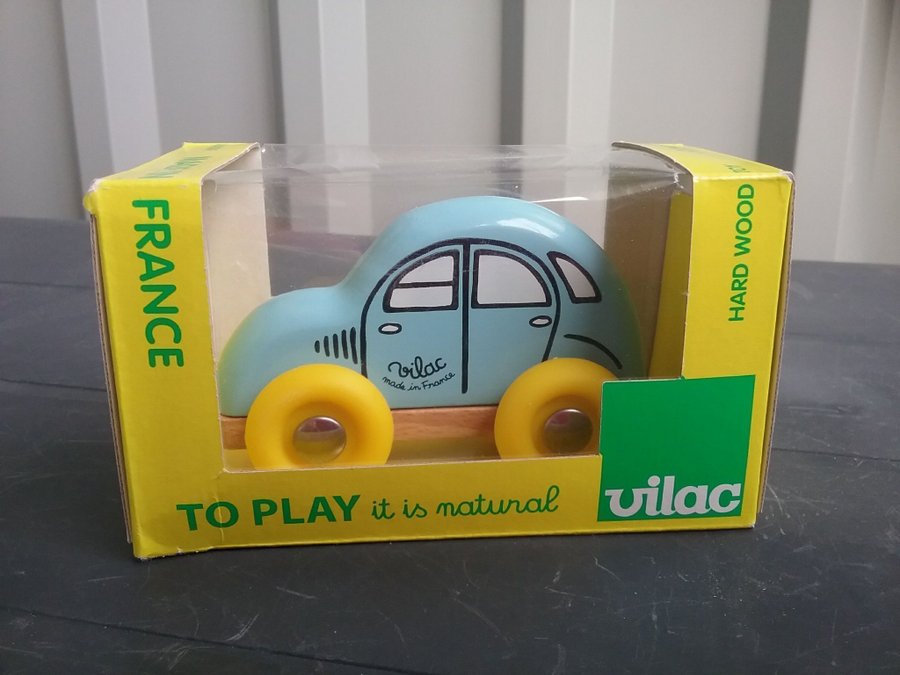 FRANCE
HARD WOOD
vilac
made in France
TO PLAY it is natural
vilac